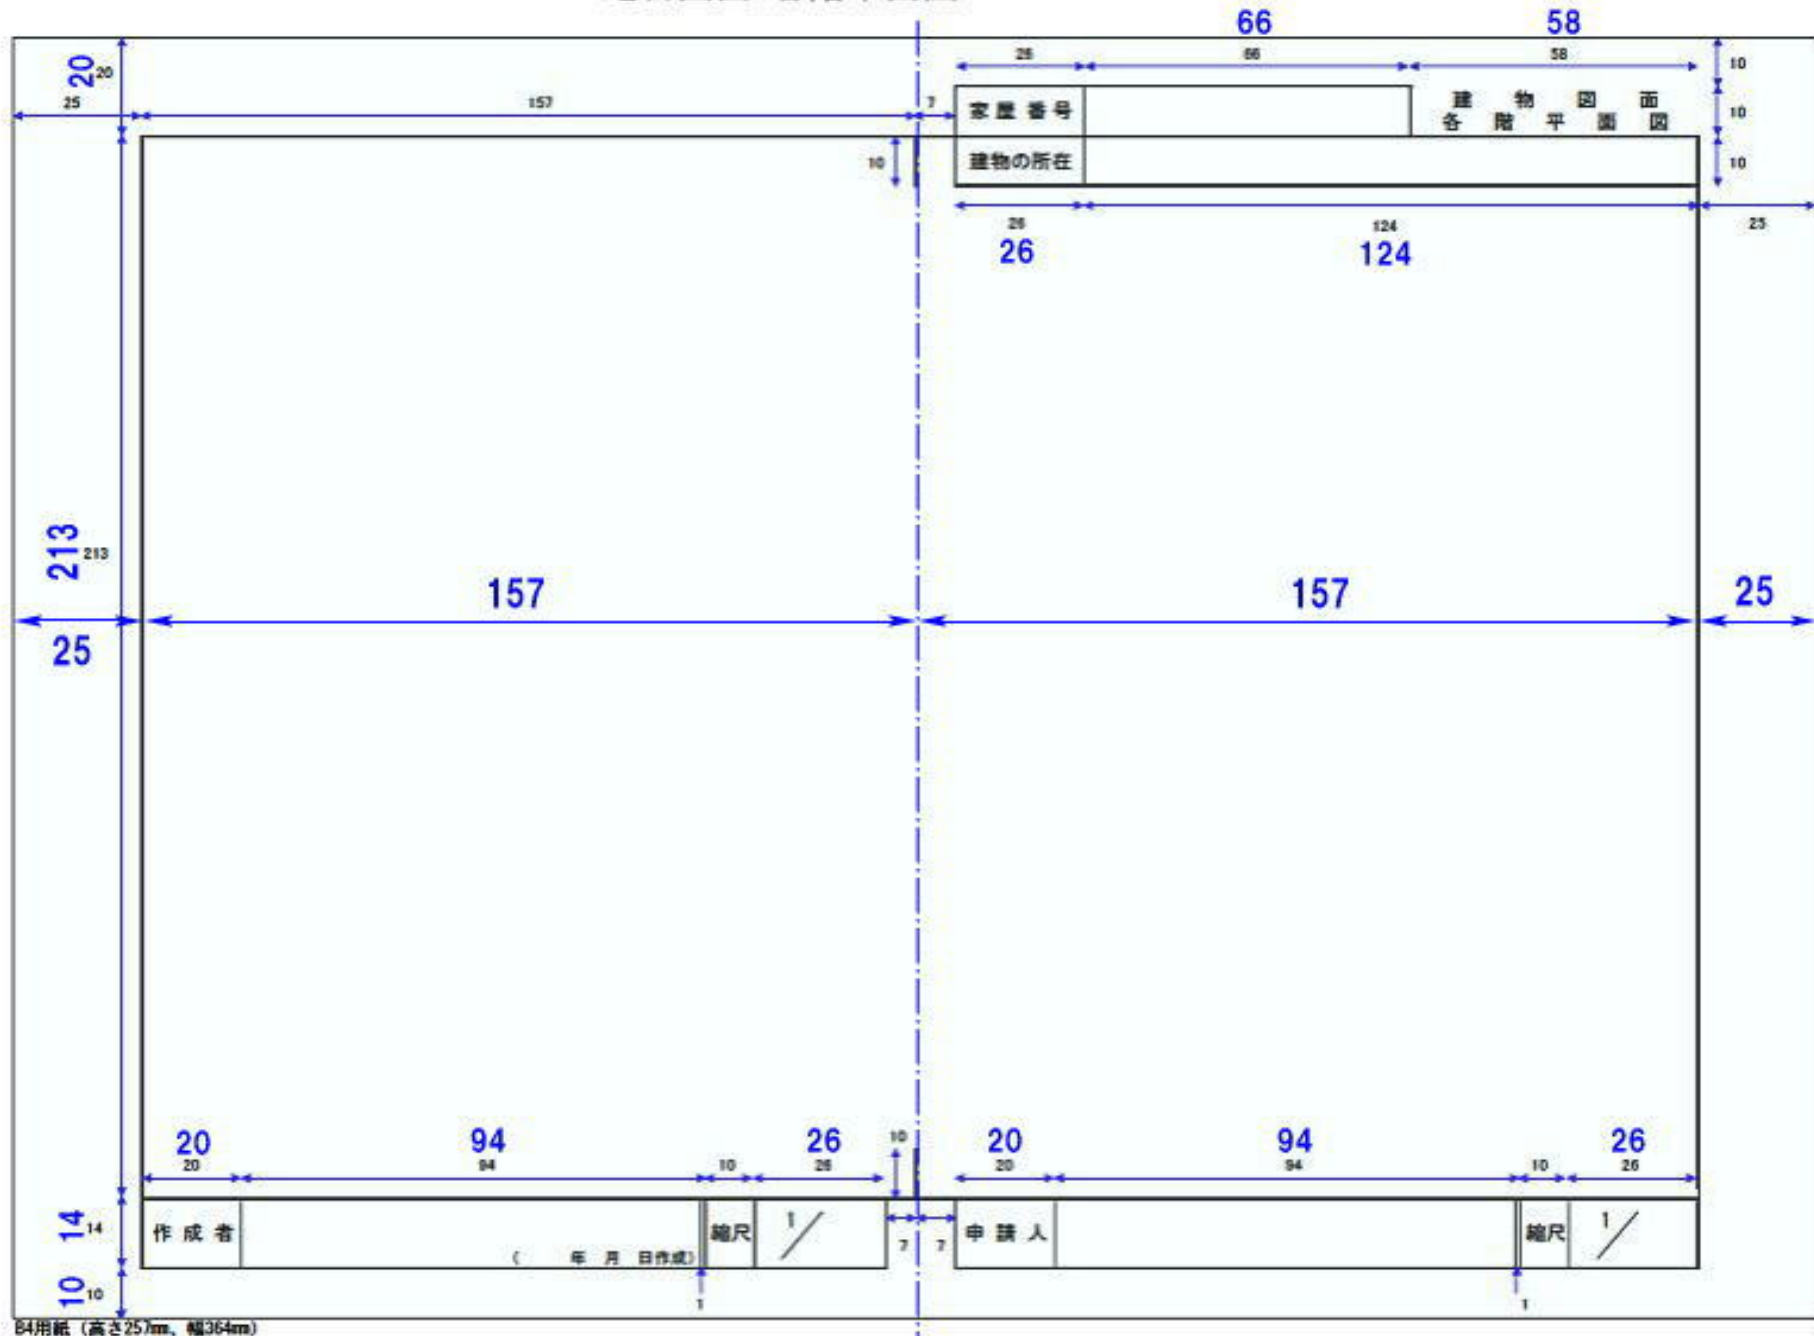 66 58
20 20
26 66 58 10
25 157 7
家屋番号
建物図面
各階平面図
10
10 建物の所在 10
26 124 25
26 124
213 213
157 157 25
25
20 94 26 10 20 94 26
20 94 10 26 20 94 10 26
14 14 作成者 縮尺 1/ 申請人 縮尺 1/
(　年 月 日作成) 7 7
10 10
1 1
B4用紙 (高さ257mm、幅364mm)